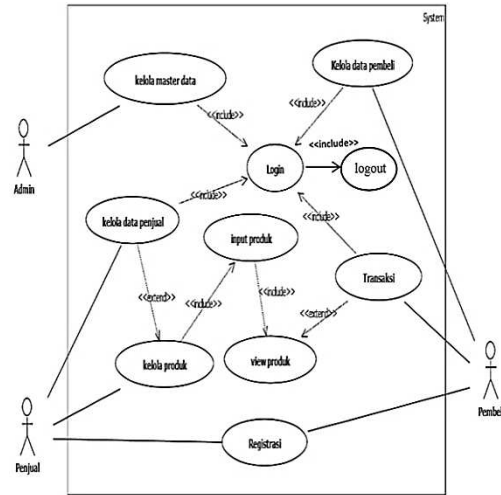 System
kelola master data
Kelola data pembeli
<<include>>
<<include>>
<<include>>
Login
logout
Admin
<<include>>
kelola data penjual
input produk
<<include>>
Transaksi
<<extend>>
<<include>>
<<include>>
<<extend>>
kelola produk
view produk
Registrasi
Penjual
Pembeli